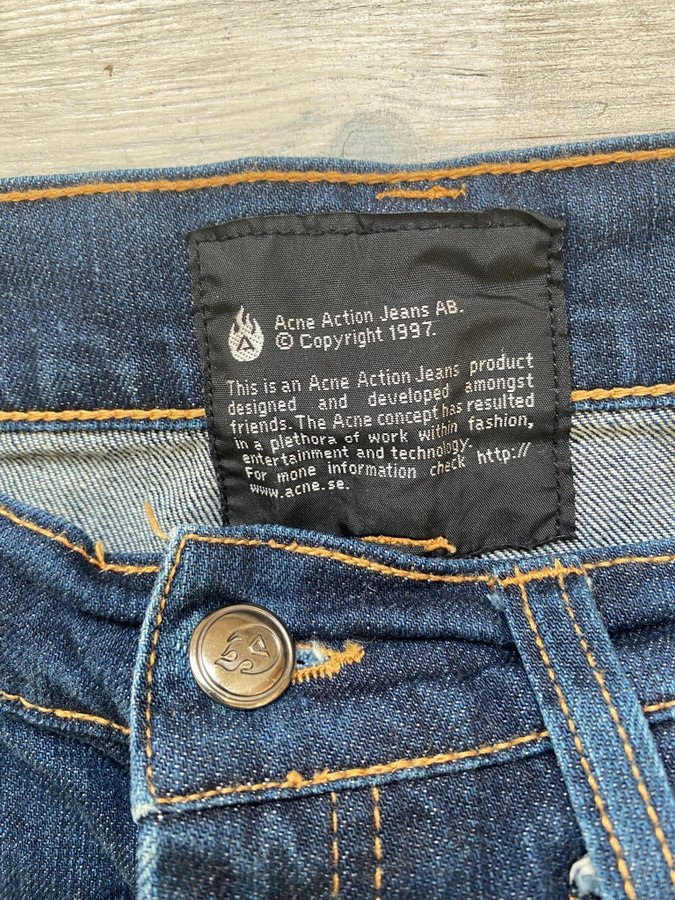 Acne Action Jeans AB.
© Copyright 1997.
This is an Acne Action Jeans product
designed and developed amongst
friends. The Acne concept has resulted
in a plethora of work within fashion,
entertainment and technology.
For mone information check http://
www.acne.se.